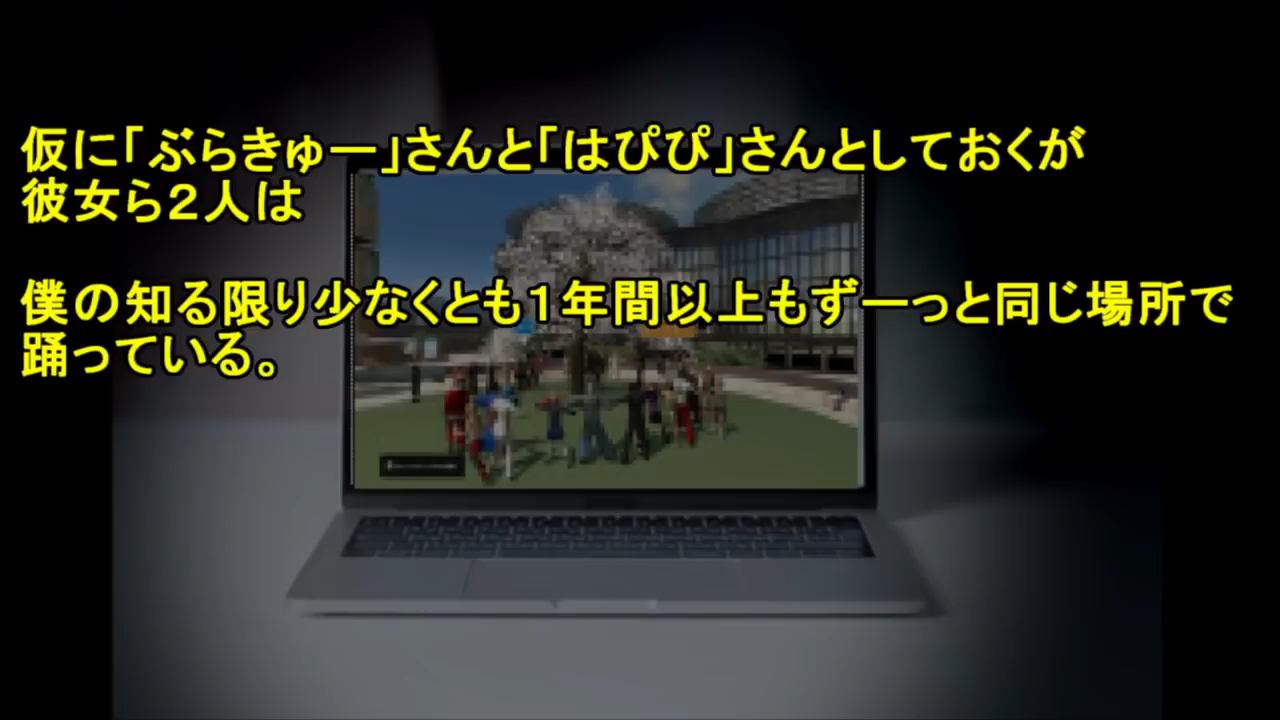 仮に「ぶらきゅー」さんと「はぴぴ」さんとしておくが
彼女ら２人は
僕の知る限り少なくとも１年間以上もずーっと同じ場所で
踊っている。